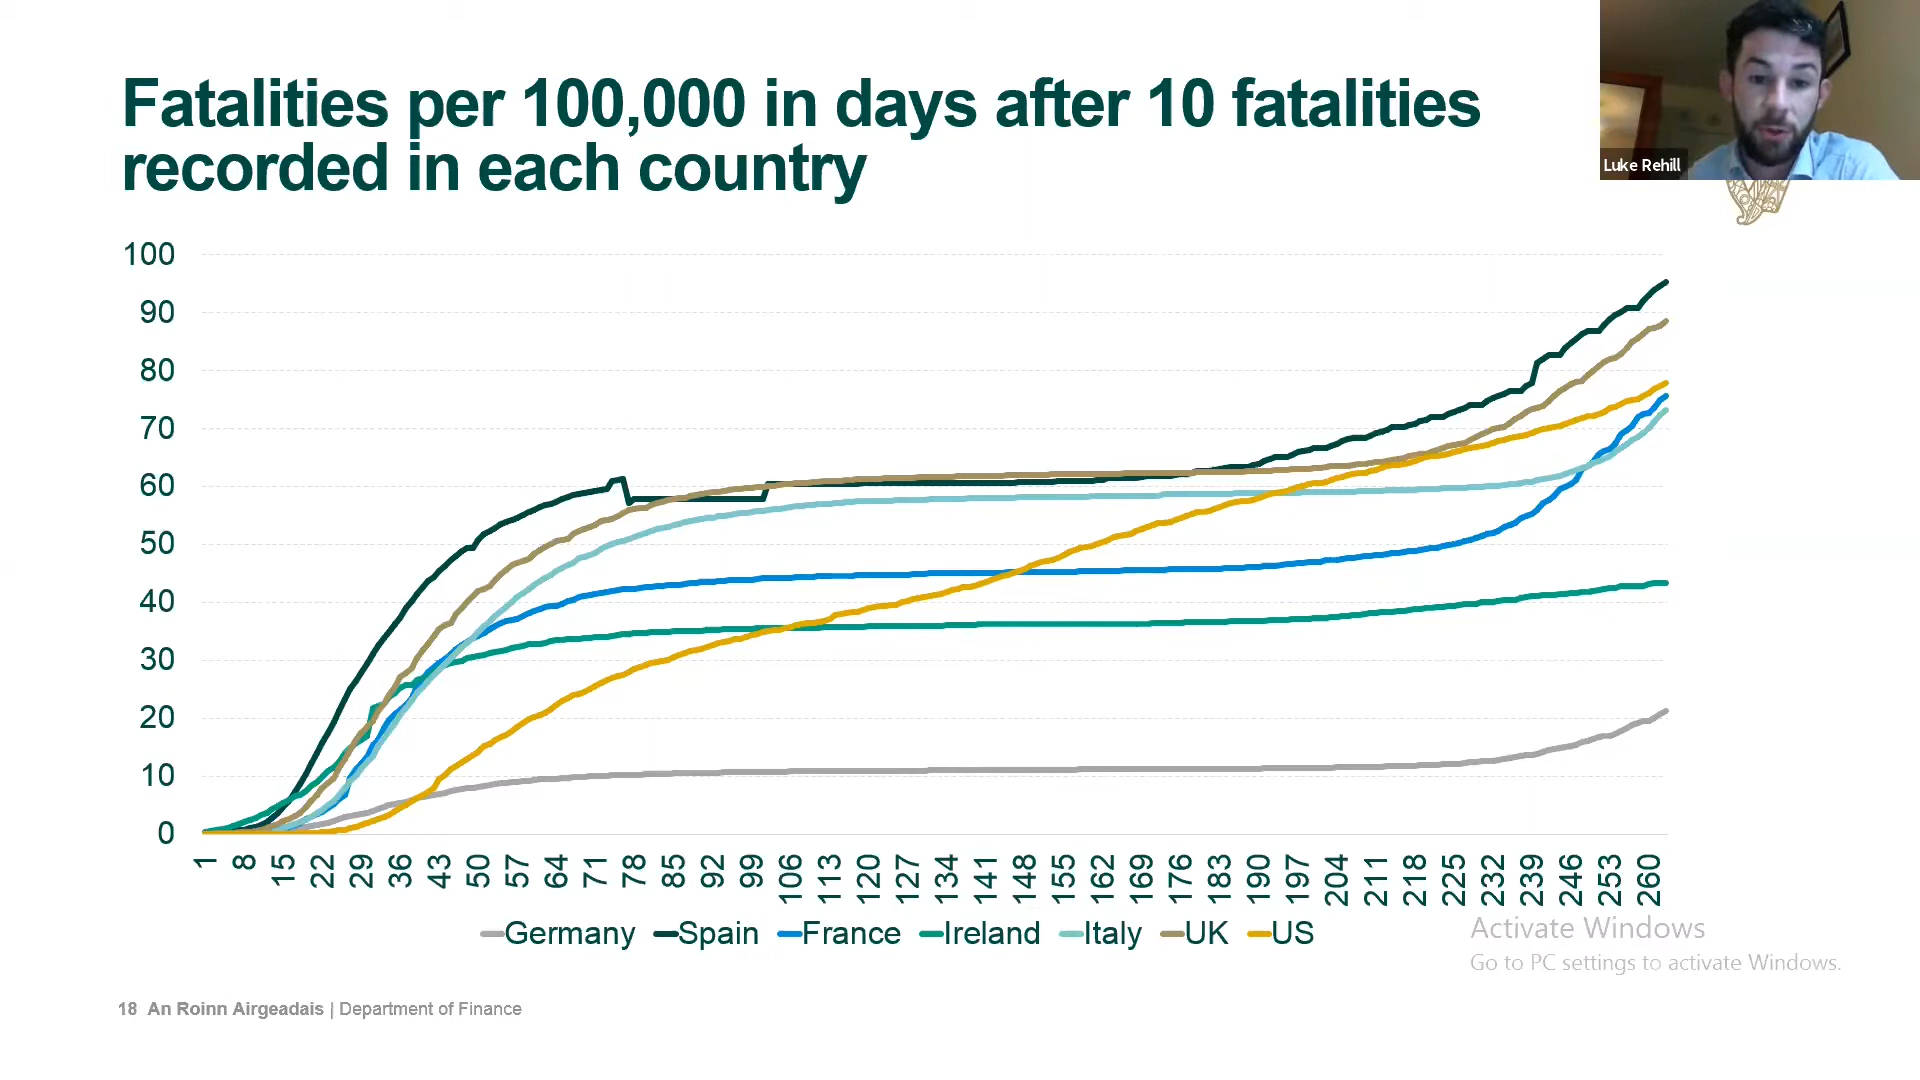 Fatalities per 100,000 in days after 10 fatalities
recorded in each country
Luke Rehill
100
90
80
70
60
50
40
30
20
10
0
1 8 15 22 29 36 43 50 57 64 71 78 85 92 99 106 113 120 127 134 141 148 155 162 169 176 183 190 197 204 211 218 225 232 239 246 253 260
Germany Spain France Ireland Italy UK US
Activate Windows
Go to PC settings to activate Windows.
18 An Roinn Airgeadais | Department of Finance